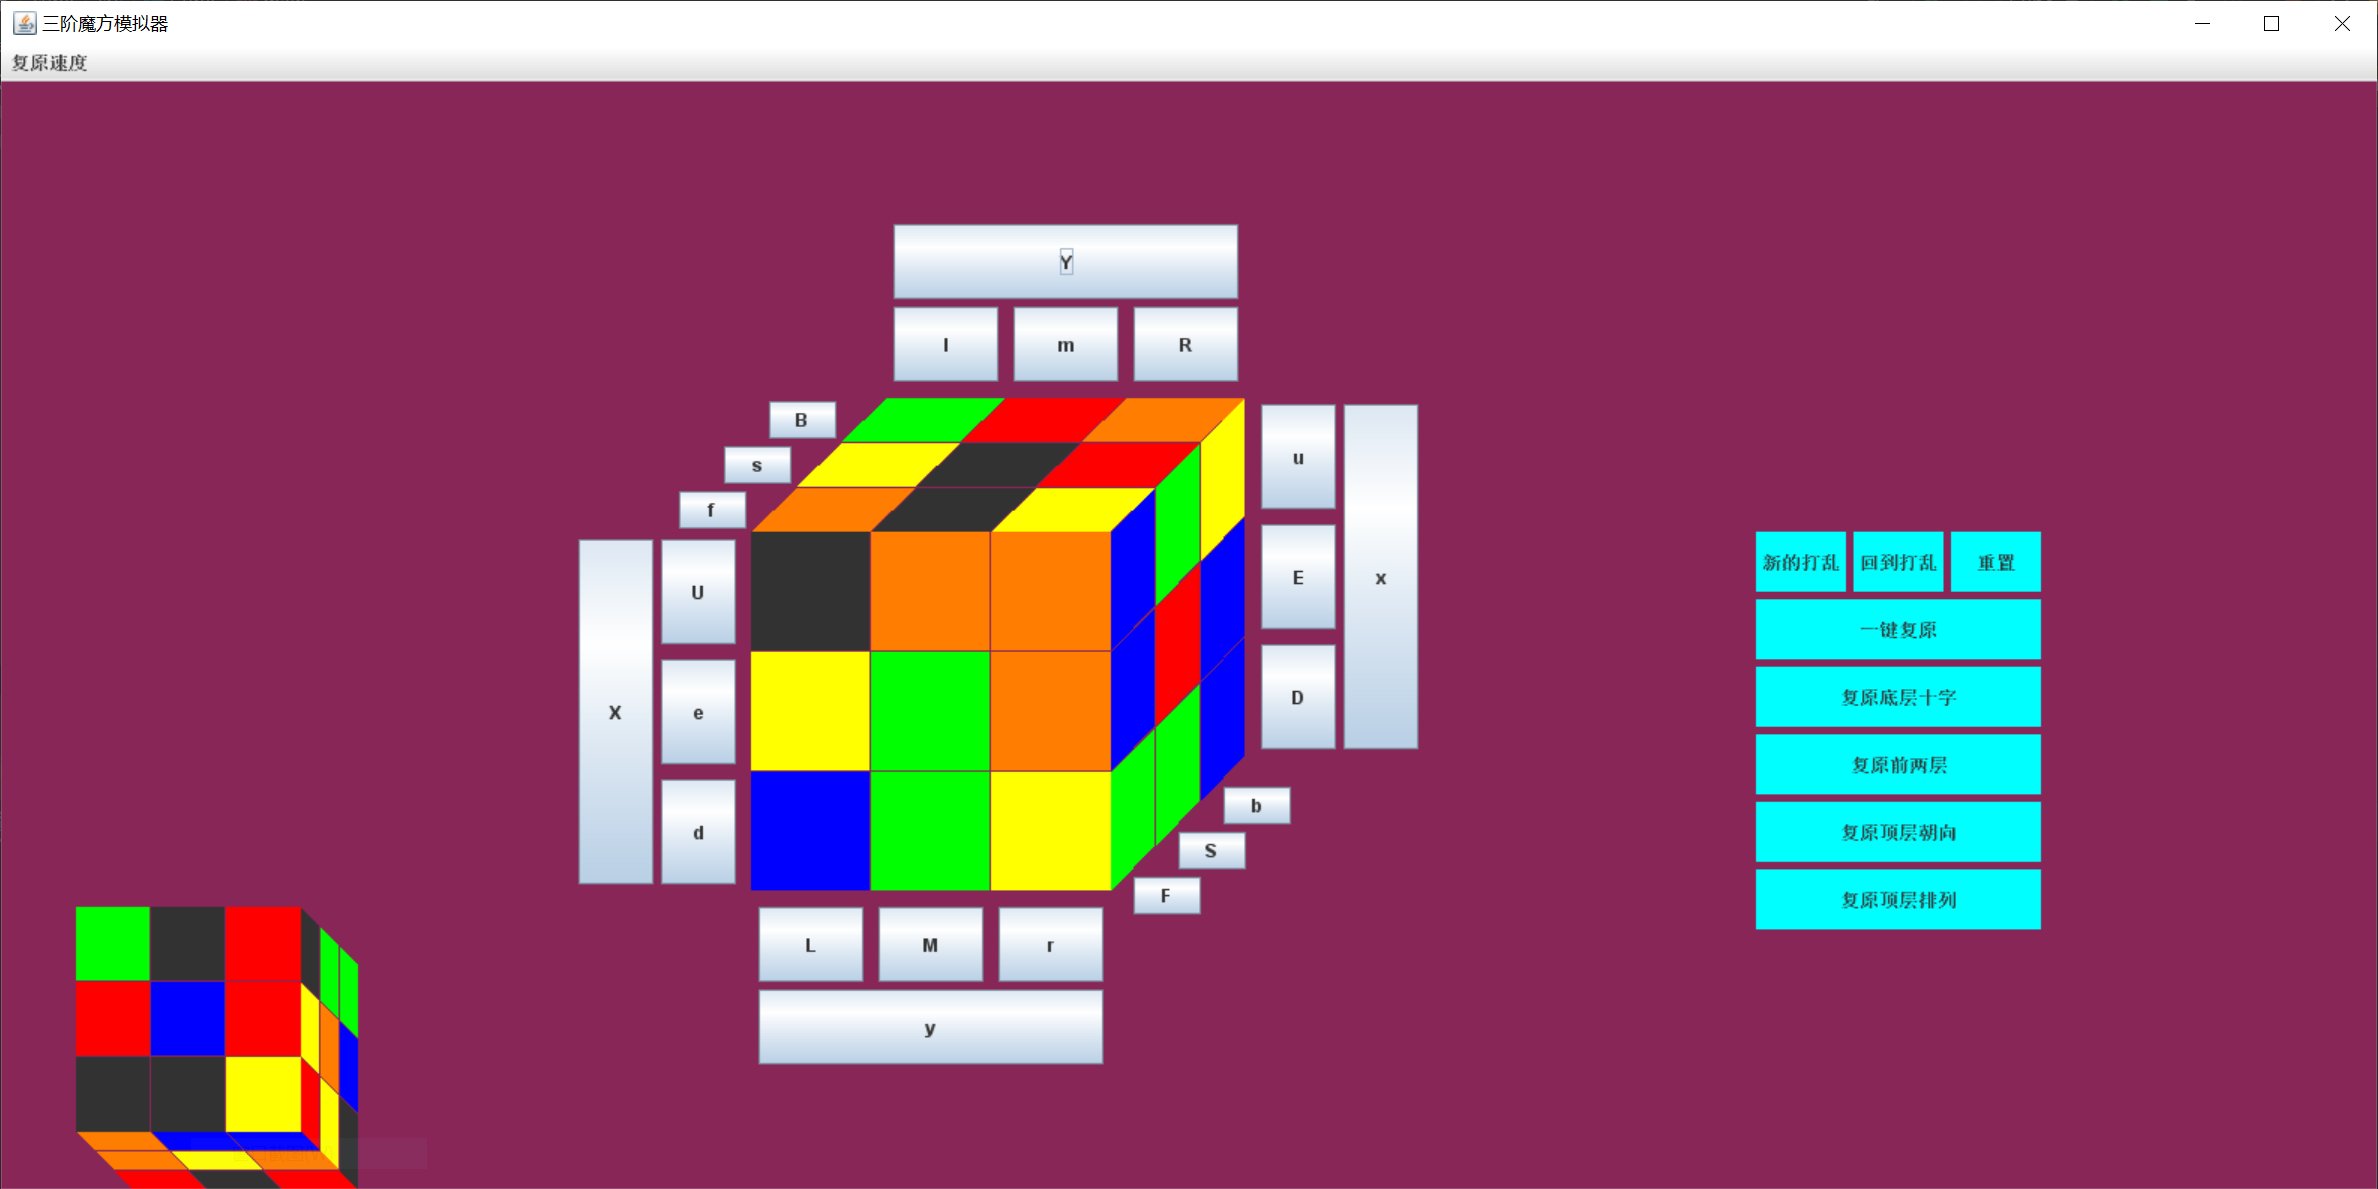 三阶魔方模拟器
复原速度
Y
l m R
B
s
f
u
E
D
x
X
U
e
d
b
S
F
L M r
y
新的打乱 回到打乱 重置
一键复原
复原底层十字
复原前两层
复原顶层朝向
复原顶层排列